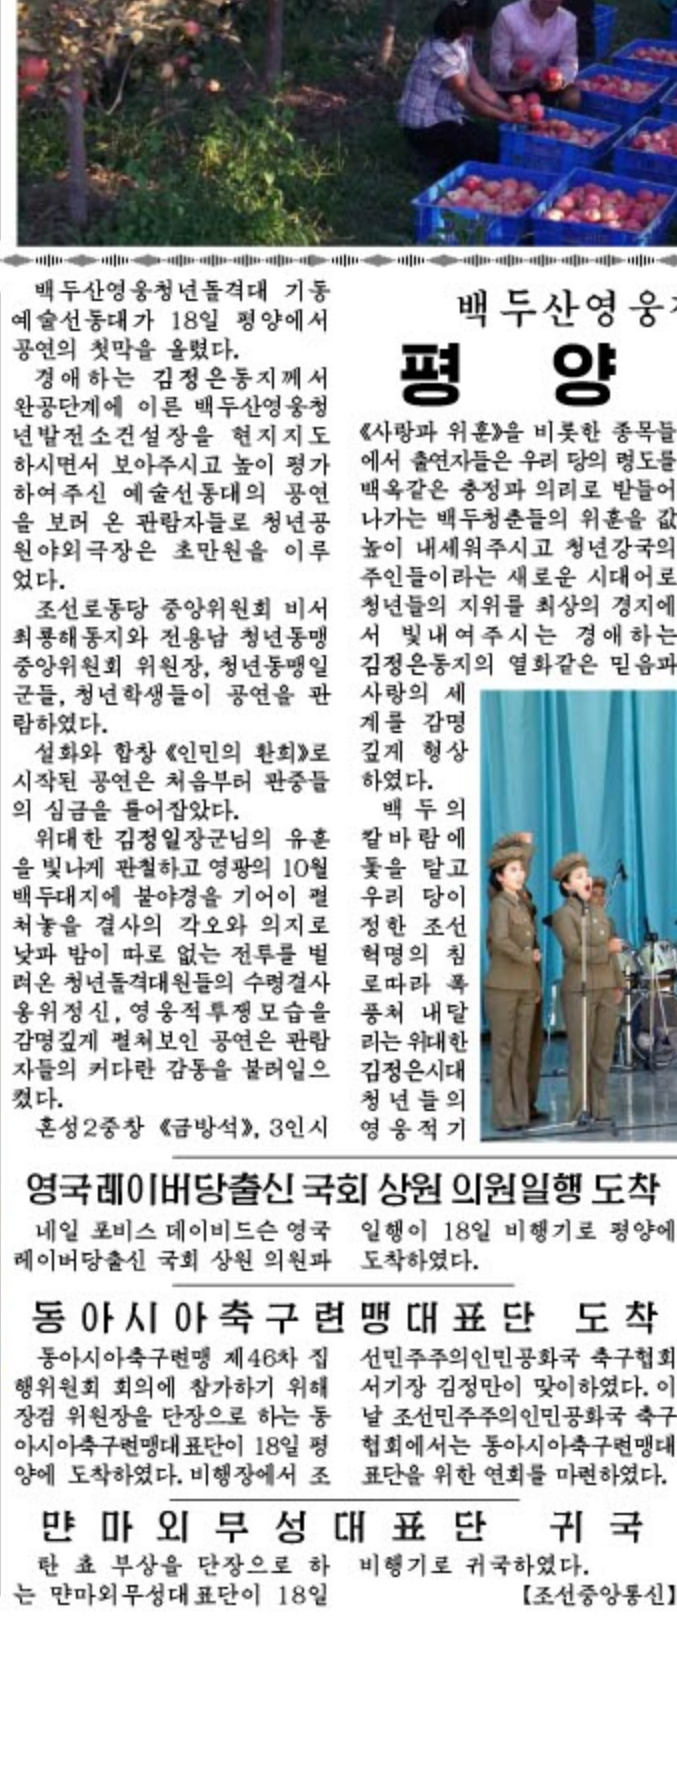 백두산영웅
평 양
백두산영웅청년돌격대 기동
예술선동대가 18일 평양에서
공연의 첫막을 올렸다.
경애하는 김정은동지께서
완공단계에 이른 백두산영웅청
년발전소건설장을 현지지도
하시면서 보아주시고 높이 평가
하여주신 예술선동대의 공연
을 보러 온 관람자들로 청년공
원야외극장은 초만원을 이루
었다.
조선로동당 중앙위원회 비서
최룡해동지와 전용남 청년동맹
중앙위원회 위원장, 청년동맹일
군들, 청년학생들이 공연을 관
람하였다.
설화와 합창 《인민의 환희》로
시작된 공연은 처음부터 관중들
의 심금을 틀어잡았다.
위대한 김정일장군님의 유훈
을 빛나게 관철하고 영광의 10월
백두대지에 불야경을 기어이 펼
쳐놓을 결사의 각오와 의지로
낮과 밤이 따로 없는 전투를 벌
려온 청년돌격대원들의 수령결사
옹위정신, 영웅적투쟁모습을
감명깊게 펼쳐보인 공연은 관람
자들의 커다란 감동을 불러일으
켰다.
혼성2중창 《금방석》, 3인시
《사랑과 위훈》을 비롯한 종목들
에서 출연자들은 우리 당의 령도를
백옥같은 충정과 의리로 받들어
나가는 백두청춘들의 위훈을 값
높이 내세워주시고 청년강국의
주인들이라는 새로운 시대어로
청년들의 지위를 최상의 경지에
서 빛내여주시는 경애하는
김정은동지의 열화같은 믿음과
사랑의 세
계를 감명
깊게 형상
하였다.
백두의
칼바람에
돛을 달고
우리 당이
정한 조선
혁명의 침
로따라 폭
풍쳐 내달
리는 위대한
김정은시대
청년들의
영웅적기
영국레이버당출신 국회 상원 의원일행 도착
네일 포비스 데이비드슨 영국
레이버당출신 국회 상원 의원과
일행이 18일 비행기로 평양에
도착하였다.
동아시아축구련맹대표단 도착
동아시아축구련맹 제46차 집
행위원회 회의에 참가하기 위해
장검 위원장을 단장으로 하는 동
아시아축구련맹대표단이 18일 평
양에 도착하였다. 비행장에서 조
선민주주의인민공화국 축구협회
서기장 김정만이 맞이하였다. 이
날 조선민주주의인민공화국 축구
협회에서는 동아시아축구련맹대
표단을 위한 연회를 마련하였다.
먄마외무성대표단 귀국
탄 쵸 부상을 단장으로 하
는 먄마외무성대표단이 18일
비행기로 귀국하였다.
【조선중앙통신】